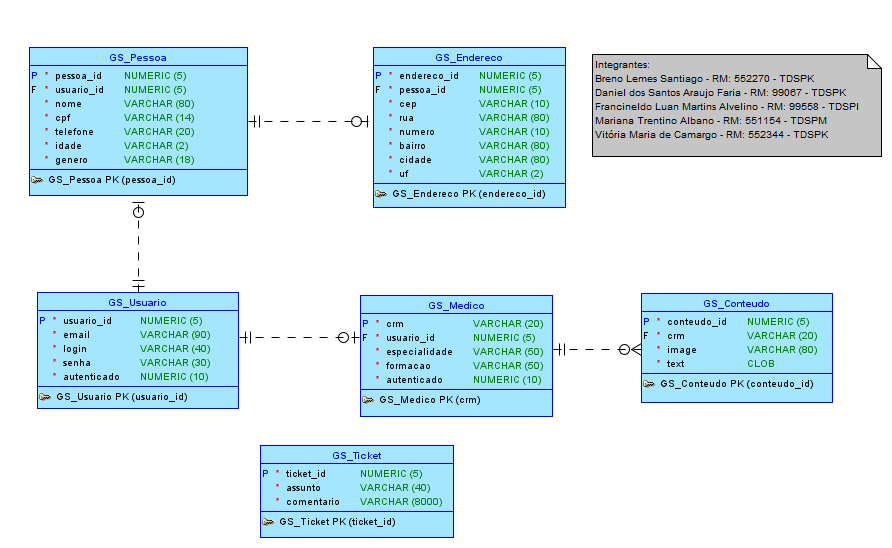 GS_Pessoa
P * pessoa_id NUMERIC (5)
F * usuario_id NUMERIC (5)
* nome VARCHAR (80)
* cpf VARCHAR (14)
* telefone VARCHAR (20)
* idade VARCHAR (2)
* genero VARCHAR (18)
GS_Pessoa PK (pessoa_id)
GS_Endereco
P * endereco_id NUMERIC (5)
F * pessoa_id NUMERIC (5)
* cep VARCHAR (10)
* rua VARCHAR (80)
* numero VARCHAR (10)
* bairro VARCHAR (80)
* cidade VARCHAR (80)
* uf VARCHAR (2)
GS_Endereco PK (endereco_id)
Integrantes:
Breno Lemes Santiago - RM: 552270 - TDSPK
Daniel dos Santos Araujo Faria - RM: 99067 - TDSPK
Francineldo Luan Martins Alvelino - RM: 99558 - TDSPI
Mariana Trentino Albano - RM: 551154 - TDSPM
Vitória Maria de Camargo - RM: 552344 - TDSPK
GS_Usuario
P * usuario_id NUMERIC (5)
* email VARCHAR (90)
* login VARCHAR (40)
* senha VARCHAR (30)
* autenticado NUMERIC (10)
GS_Usuario PK (usuario_id)
GS_Medico
P * crm VARCHAR (20)
F * usuario_id NUMERIC (5)
* especialidade VARCHAR (50)
* formacao VARCHAR (50)
* autenticado NUMERIC (10)
GS_Medico PK (crm)
GS_Conteudo
P * conteudo_id NUMERIC (5)
F * crm VARCHAR (20)
* image VARCHAR (80)
* text CLOB
GS_Conteudo PK (conteudo_id)
GS_Ticket
P * ticket_id NUMERIC (5)
* assunto VARCHAR (40)
* comentario VARCHAR (8000)
GS_Ticket PK (ticket_id)